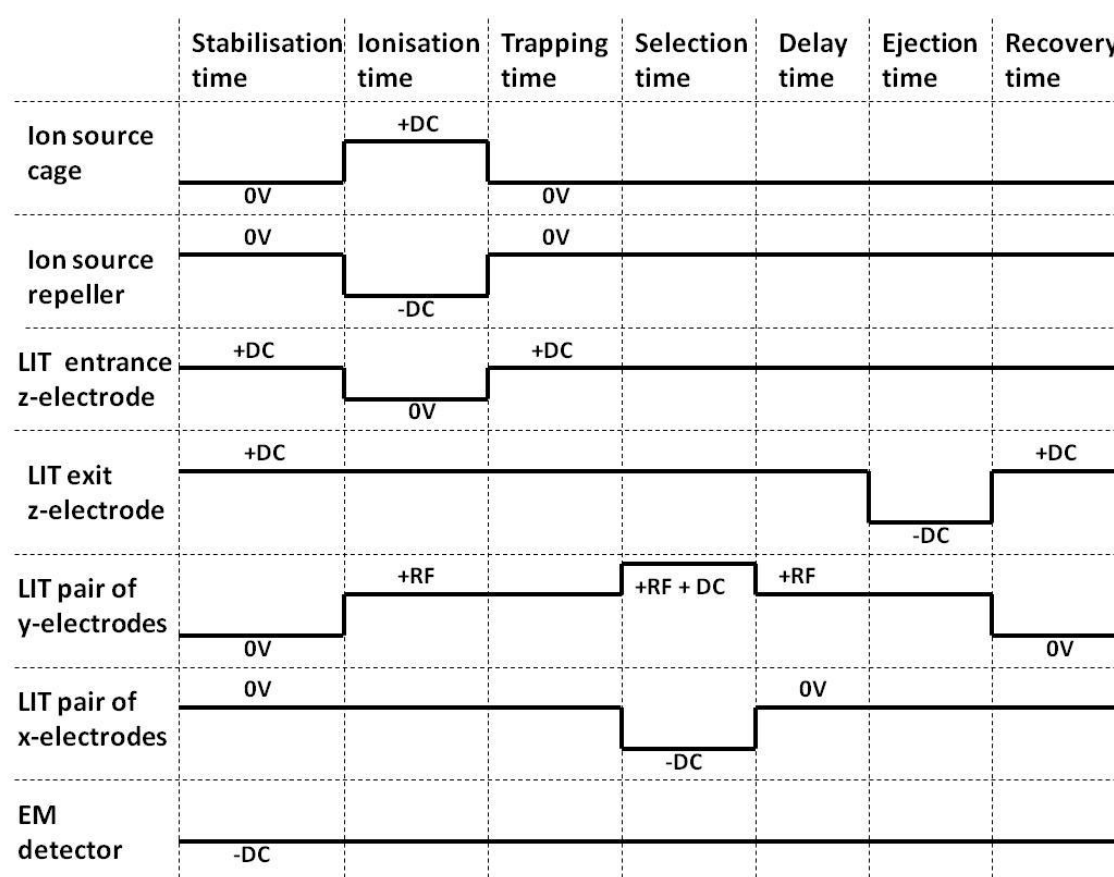 Stabilisation Ionisation Trapping Selection Delay Ejection Recovery
time time time time time time time
+DC
Ion source
cage
0V 0V
0V 0V
Ion source
repeller
-DC
+DC +DC
LIT entrance
z-electrode
0V
+DC +DC
LIT exit
z-electrode
-DC
+RF +RF + DC +RF
LIT pair of
y-electrodes
0V 0V
0V 0V
LIT pair of
x-electrodes
-DC
EM
detector
-DC